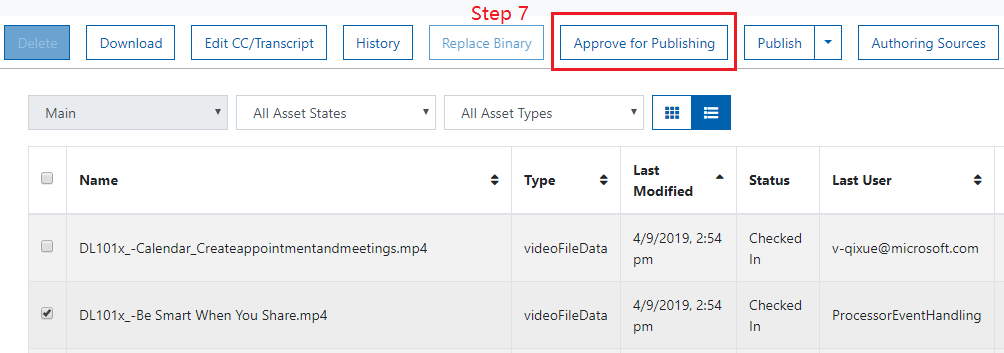 Step 7
Delete
Download
Edit CC/Transcript
History
Replace Binary
Approve for Publishing
Publish
Authoring Sources
Main
All Asset States
All Asset Types
Name
Type
Last
Modified
Status
Last User
DL101x_-Calendar_Createappointmentandmeetings.mp4
videoFileData
4/9/2019, 2:54
pm
Checked
In
v-qixue@microsoft.com
DL101x_-Be Smart When You Share.mp4
videoFileData
4/9/2019, 2:54
pm
Checked
In
ProcessorEventHandling